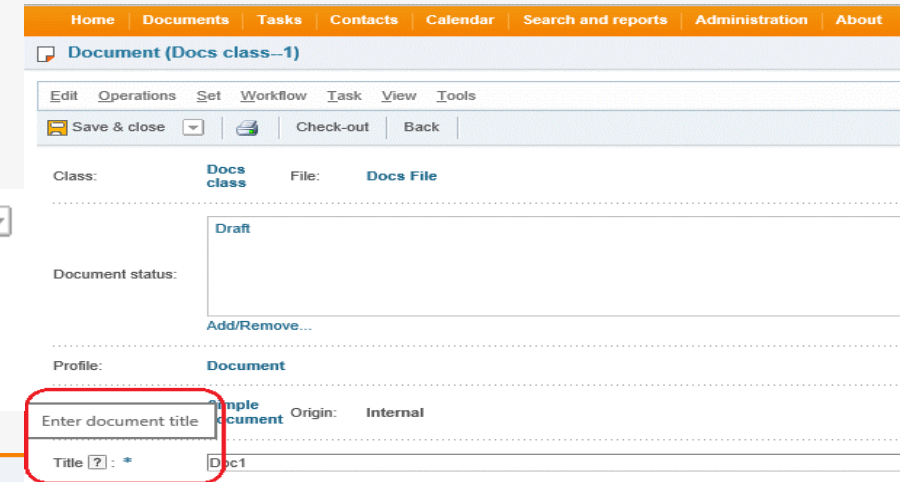 Home Documents Tasks Contacts Calendar Search and reports Administration About
Document (Docs class--1)
Edit Operations Set Workflow Task View Tools
Save & close Check-out Back
Class: Docs class File: Docs File
Document status: Draft
Add/Remove...
Profile: Document
Enter document title
Origin: Internal
Title ? : * Doc1